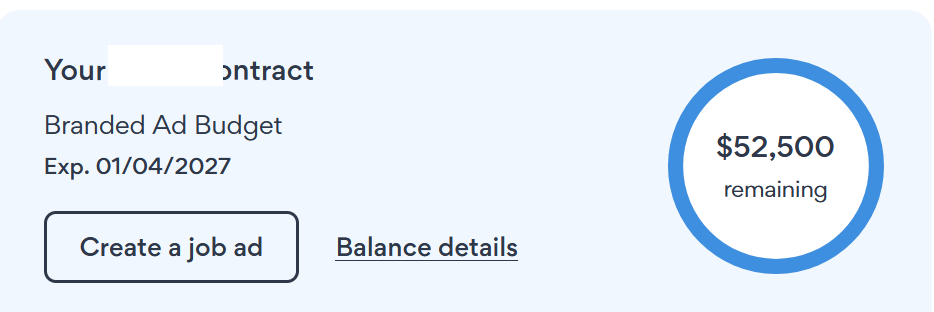 Your ontract
Branded Ad Budget
Exp. 01/04/2027
Create a job ad
Balance details
$52,500
remaining